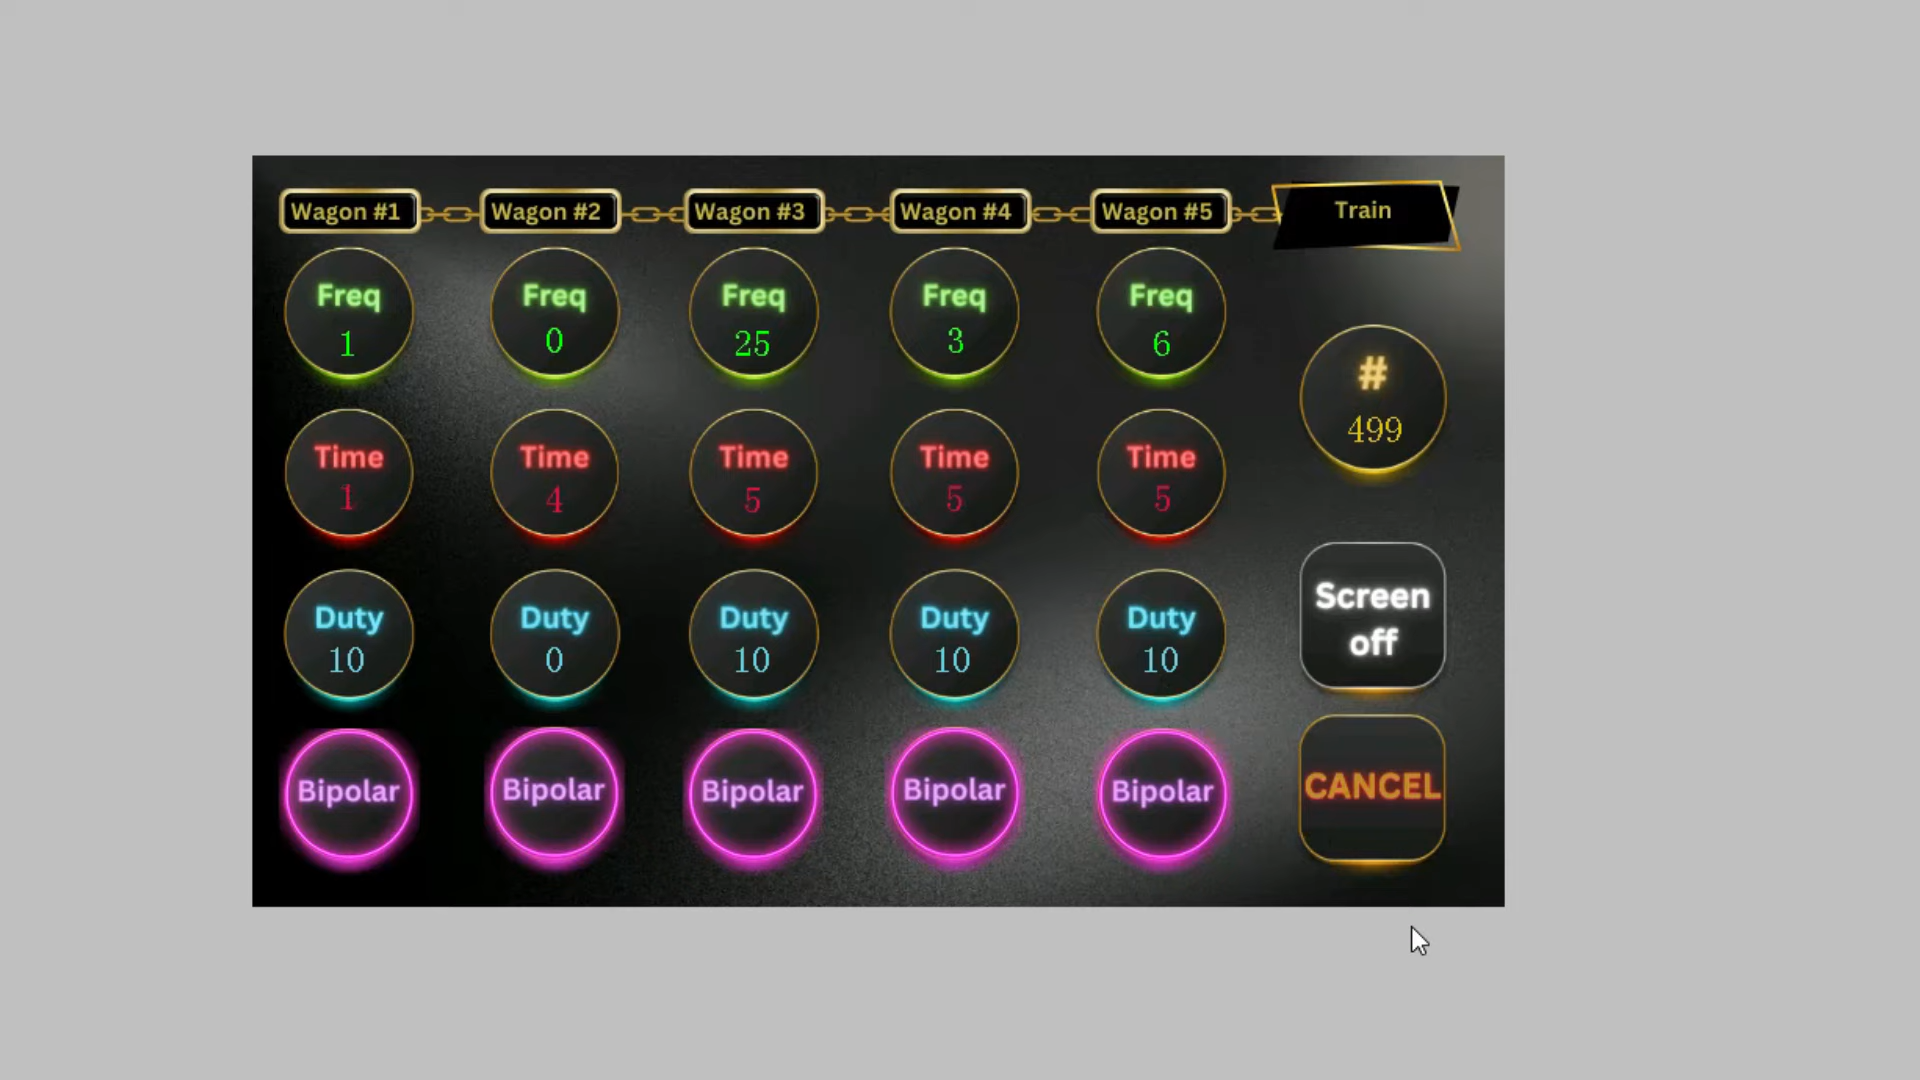 Wagon #1 Wagon #2 Wagon #3 Wagon #4 Wagon #5 Train
Freq Freq Freq Freq Freq
1 0 25 3 6
#
499
Time Time Time Time Time
1 4 5 5 5
Screen
off
Duty Duty Duty Duty Duty
10 0 10 10 10
Bipolar Bipolar Bipolar Bipolar Bipolar
CANCEL